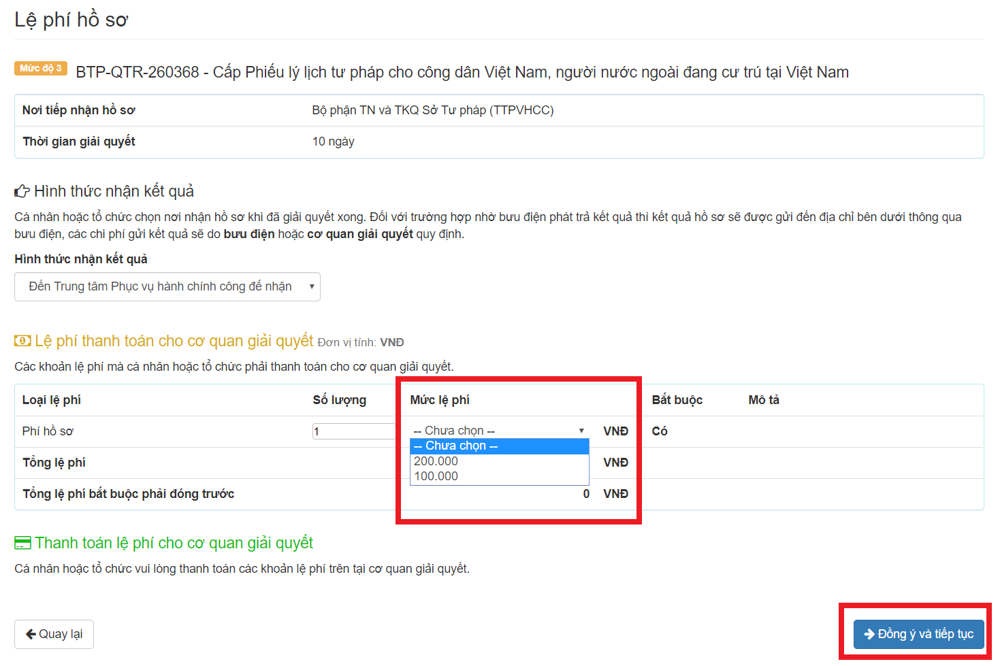 Lệ phí hồ sơ
Mức độ 3 BTP-QTR-260368 - Cấp Phiếu lý lịch tư pháp cho công dân Việt Nam, người nước ngoài đang cư trú tại Việt Nam
Nơi tiếp nhận hồ sơ Bộ phận TN và TKQ Sở Tư pháp (TTPVHCC)
Thời gian giải quyết 10 ngày
Hình thức nhận kết quả
Cá nhân hoặc tổ chức chọn nơi nhận hồ sơ khi đã giải quyết xong. Đối với trường hợp nhờ bưu điện phát trả kết quả thì kết quả hồ sơ sẽ được gửi đến địa chỉ bên dưới thông qua
bưu điện, các chi phí gửi kết quả sẽ do bưu điện hoặc cơ quan giải quyết quy định.
Hình thức nhận kết quả
Đến Trung tâm Phục vụ hành chính công để nhận
Lệ phí thanh toán cho cơ quan giải quyết Đơn vị tính: VNĐ
Các khoản lệ phí mà cá nhân hoặc tổ chức phải thanh toán cho cơ quan giải quyết.
Loại lệ phí Số lượng Mức lệ phí Bắt buộc Mô tả
Phí hồ sơ 1 -- Chưa chọn -- VNĐ Có
-- Chưa chọn --
200.000
100.000
Tổng lệ phí VNĐ
Tổng lệ phí bắt buộc phải đóng trước 0 VNĐ
Thanh toán lệ phí cho cơ quan giải quyết
Cá nhân hoặc tổ chức vui lòng thanh toán các khoản lệ phí trên tại cơ quan giải quyết.
Quay lại Đồng ý và tiếp tục